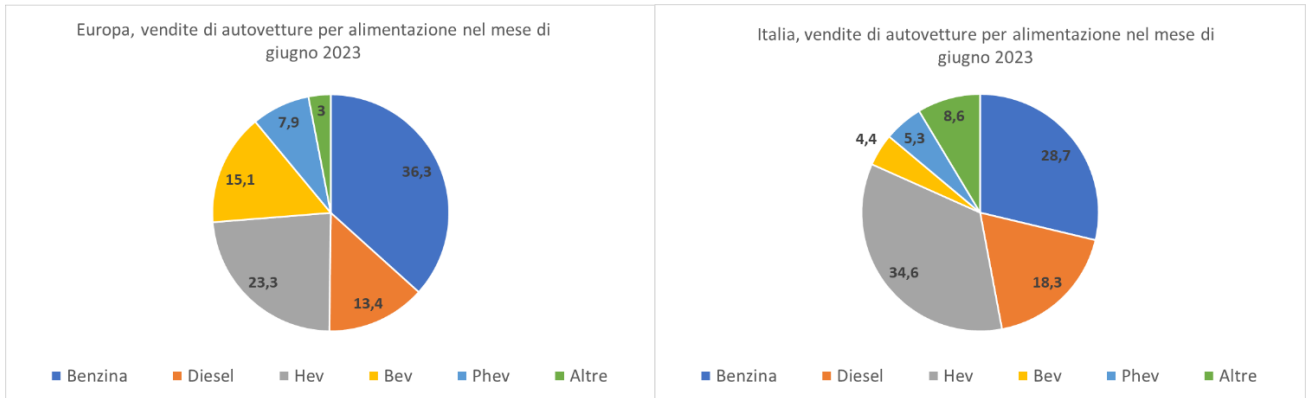 Europa, vendite di autovetture per alimentazione nel mese di
giugno 2023
3
7,9
36,3
15,1
23,3
13,4
Benzina Diesel Hev Bev Phev Altre
Italia, vendite di autovetture per alimentazione nel mese di
giugno 2023
8,6
5,3
4,4
28,7
34,6
18,3
Benzina Diesel Hev Bev Phev Altre